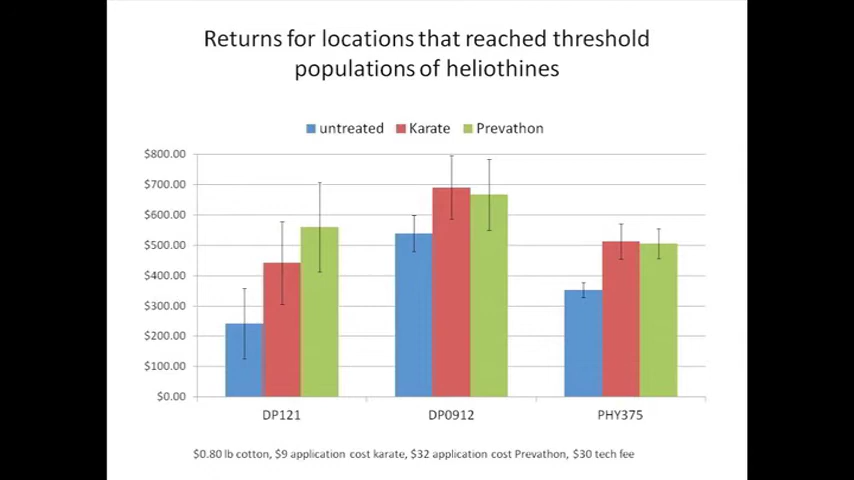 Returns for locations that reached threshold
populations of heliothines
untreated Karate Prevathon
$800.00
$700.00
$600.00
$500.00
$400.00
$300.00
$200.00
$100.00
$0.00
DP121 DP0912 PHY375
$0.80 lb cotton, $9 application cost karate, $32 application cost Prevathon, $30 tech fee